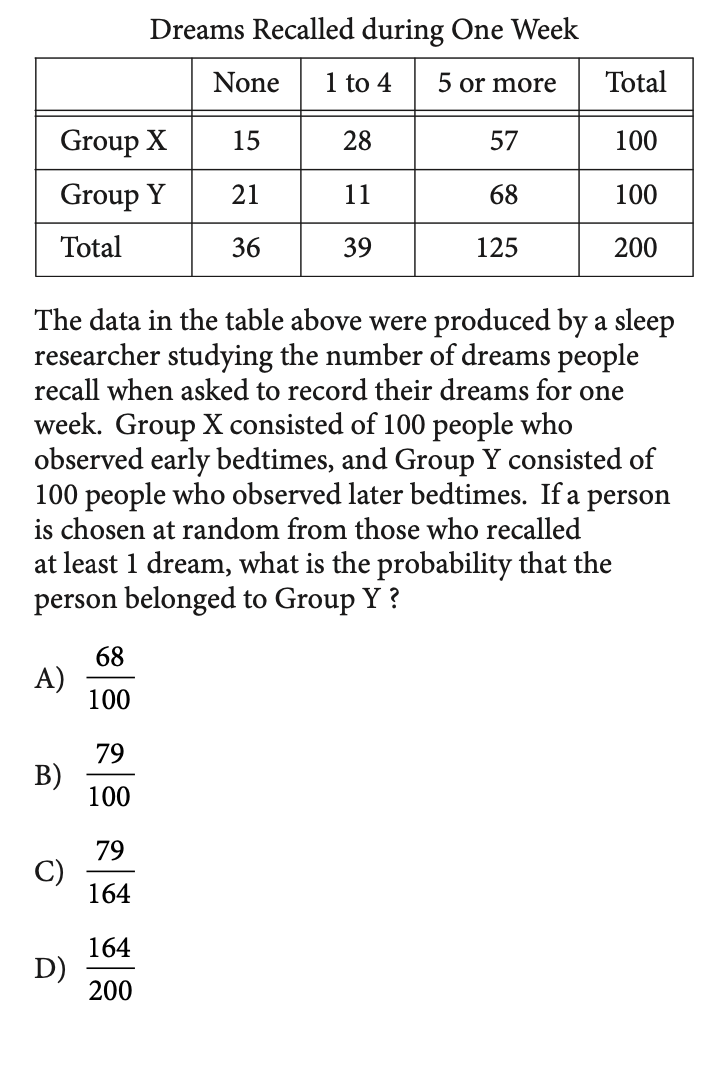 Dreams Recalled during One Week
None 1 to 4 5 or more Total
Group X 15 28 57 100
Group Y 21 11 68 100
Total 36 39 125 200
The data in the table above were produced by a sleep
researcher studying the number of dreams people
recall when asked to record their dreams for one
week. Group X consisted of 100 people who
observed early bedtimes, and Group Y consisted of
100 people who observed later bedtimes. If a person
is chosen at random from those who recalled
at least 1 dream, what is the probability that the
person belonged to Group Y ?
A) 68/100
B) 79/100
C) 79/164
D) 164/200